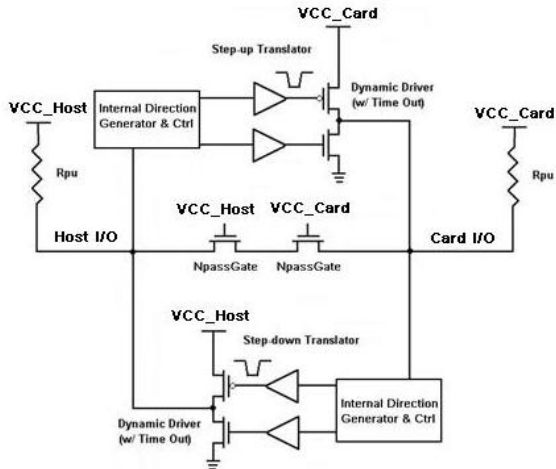 VCC_Card
Step-up Translator
VCC_Host
Internal Direction
Generator & Ctrl
Dynamic Driver
(w/ Time Out)
VCC_Card
Rpu
Rpu
VCC_Host
VCC_Card
Host I/O
Card I/O
NpassGate
NpassGate
VCC_Host
Step-down Translator
Dynamic Driver
(w/ Time Out)
Internal Direction
Generator & Ctrl